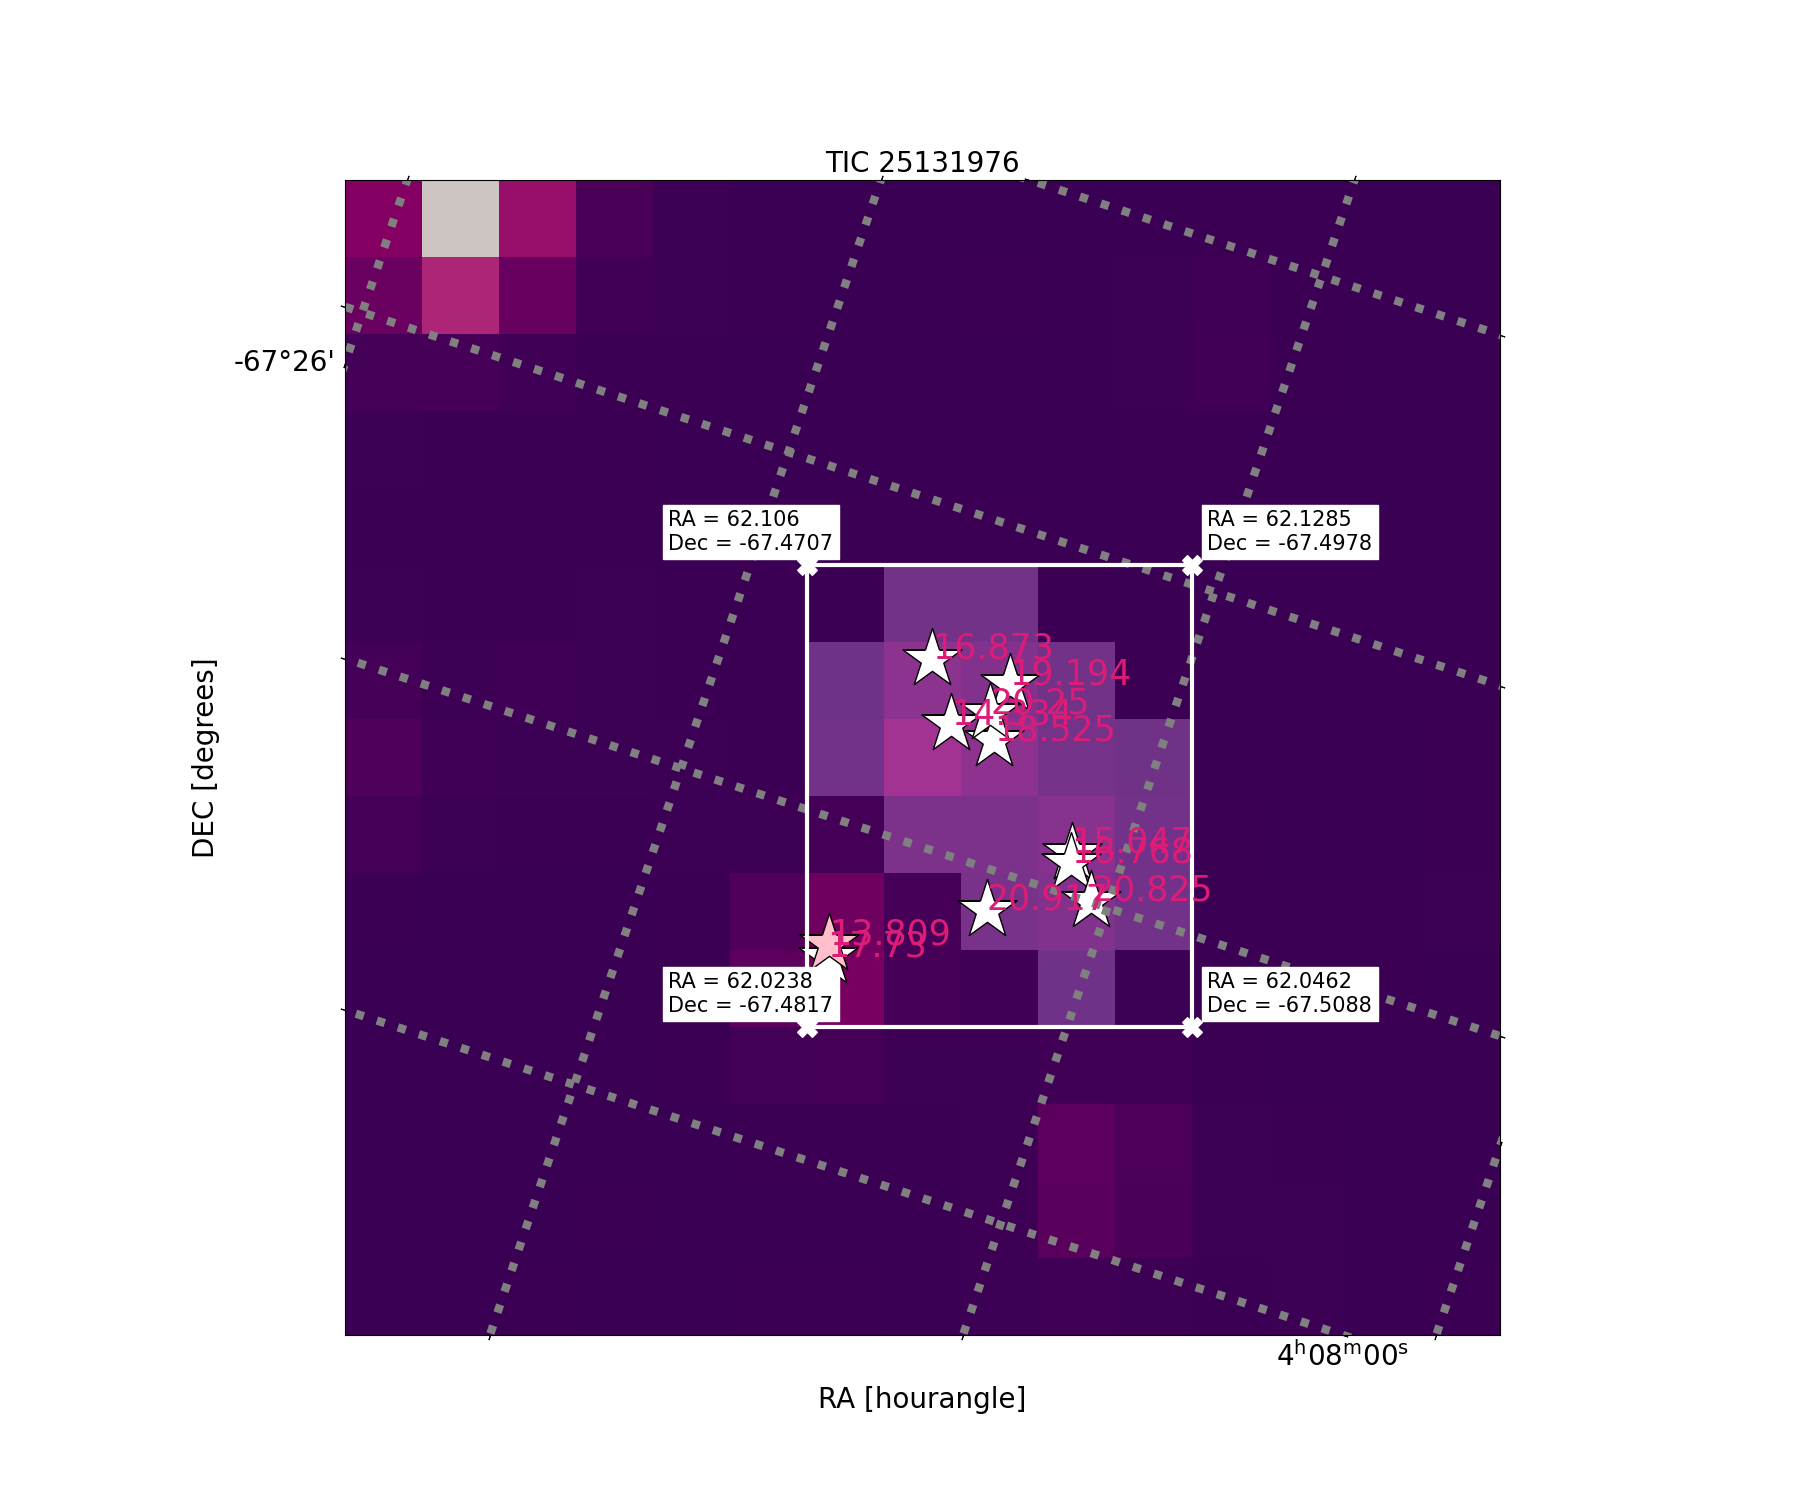 TIC 25131976
-67°26'
RA = 62.106
Dec = -67.4707
RA = 62.1285
Dec = -67.4978
16.873
19.194
20.25
18.525
15.047
16.768
20.825
20.917
13.809
17.73
RA = 62.0238
Dec = -67.4817
RA = 62.0462
Dec = -67.5088
DEC [degrees]
4h08m00s
RA [hourangle]